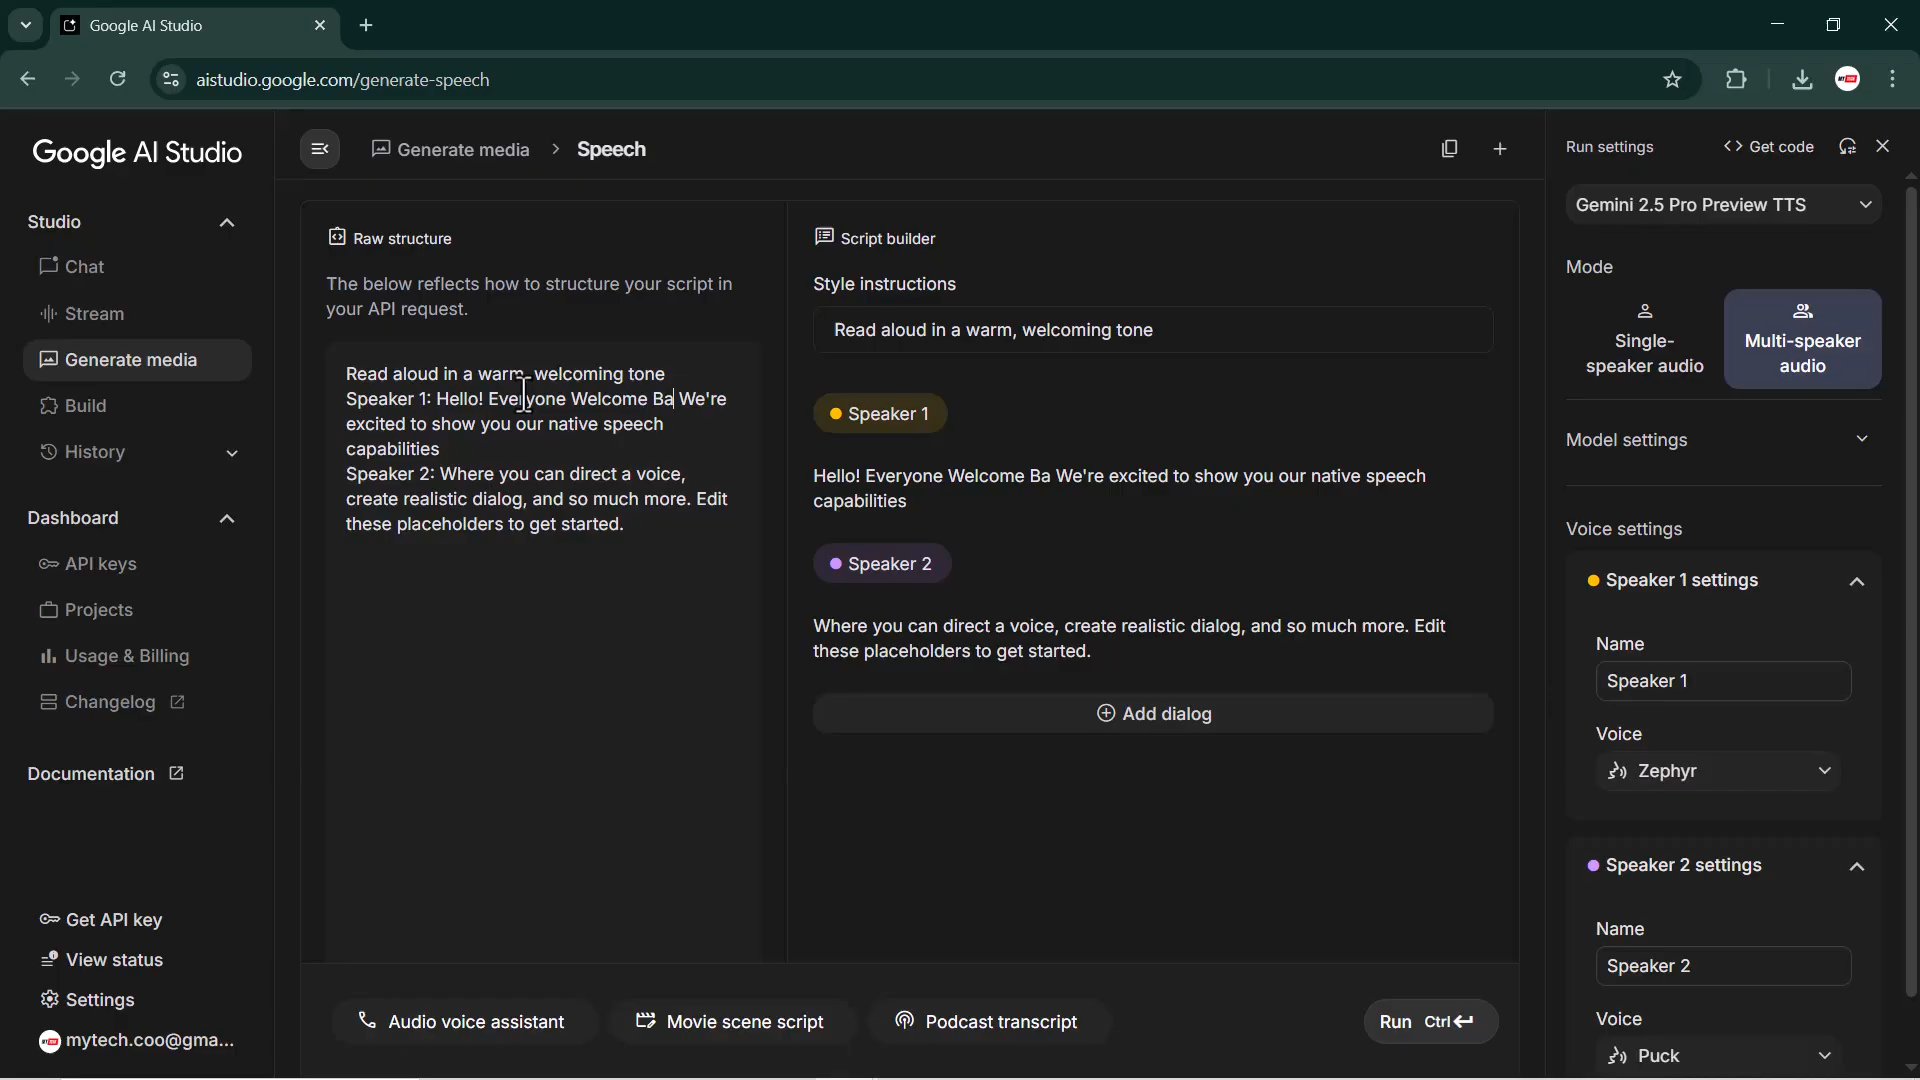 Google AI Studio
aistudio.google.com/generate-speech
Google AI Studio
Generate media > Speech
Run settings
<> Get code
Studio
Chat
Stream
Generate media
Build
History
Dashboard
API keys
Projects
Usage & Billing
Changelog
Documentation
Get API key
View status
Settings
mytech.coo@gma...
Raw structure
The below reflects how to structure your script in
your API request.
Read aloud in a warm, welcoming tone
Speaker 1: Hello! Everyone Welcome Ba We're
excited to show you our native speech
capabilities
Speaker 2: Where you can direct a voice,
create realistic dialog, and so much more. Edit
these placeholders to get started.
Script builder
Style instructions
Read aloud in a warm, welcoming tone
Speaker 1
Hello! Everyone Welcome Ba We're excited to show you our native speech
capabilities
Speaker 2
Where you can direct a voice, create realistic dialog, and so much more. Edit
these placeholders to get started.
Add dialog
Audio voice assistant
Movie scene script
Podcast transcript
Run Ctrl
Gemini 2.5 Pro Preview TTS
Mode
Single-
speaker audio
Multi-speaker
audio
Model settings
Voice settings
Speaker 1 settings
Name
Speaker 1
Voice
Zephyr
Speaker 2 settings
Name
Speaker 2
Voice
Puck